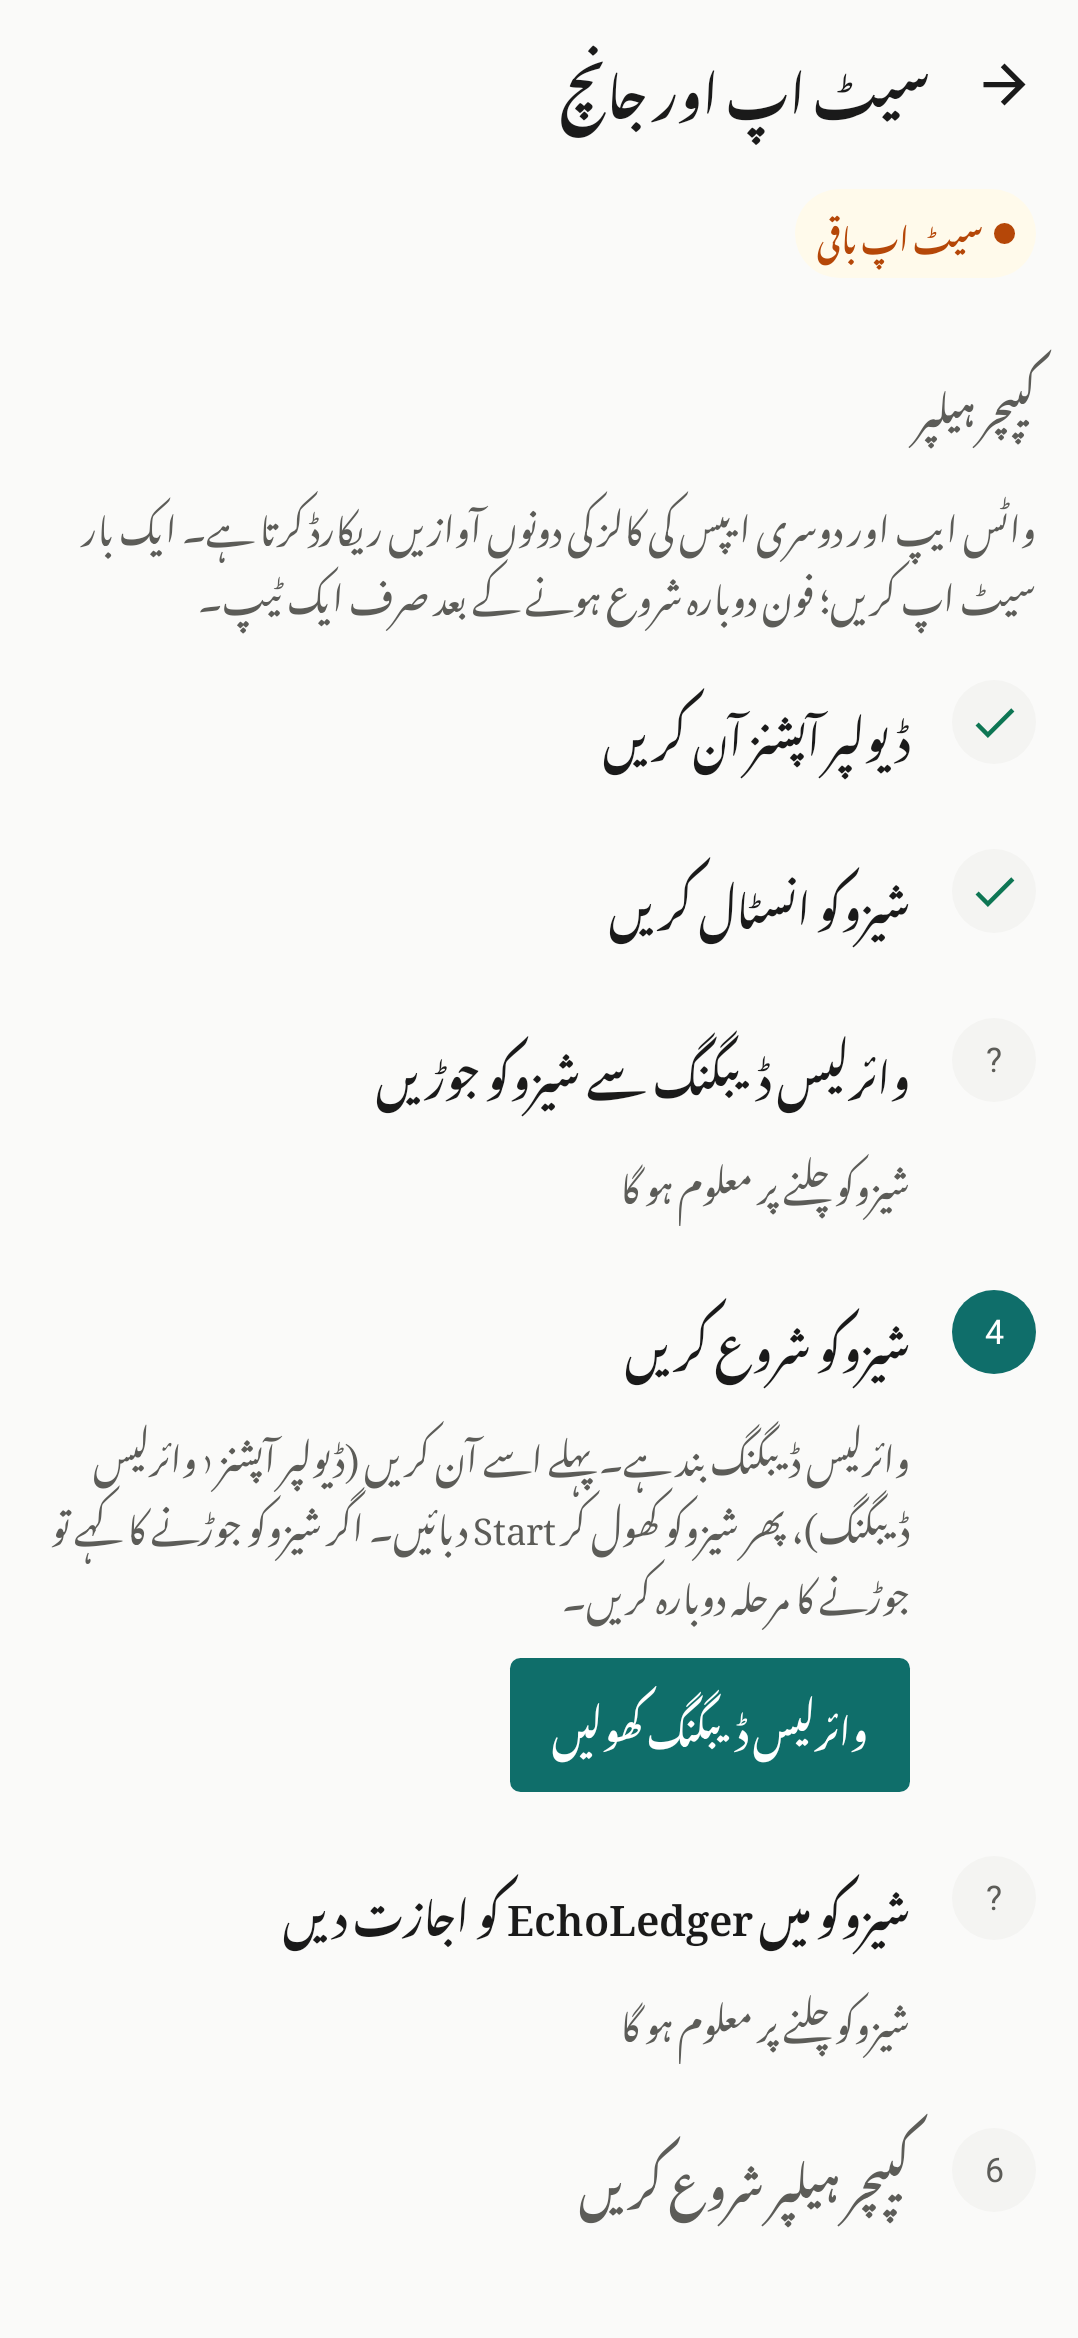 سیٹ اپ اور جانچ
سیٹ اپ باقی
کیپچر ہیلپر
واٹس ایپ اور دوسری ایپس کی کالز کی دونوں آوازیں ریکارڈ کرتا ہے۔ ایک بار
سیٹ اپ کریں؛ فون دوبارہ شروع ہونے کے بعد صرف ایک ٹیپ۔
ڈیولپر آپشنز آن کریں
شیزوکو انسٹال کریں
?
وائرلیس ڈیبگنگ سے شیزوکو جوڑیں
شیزوکو چلنے پر معلوم ہو گا
4
شیزوکو شروع کریں
وائرلیس ڈیبگنگ بند ہے۔ پہلے اسے آن کریں (ڈیولپر آپشنز › وائرلیس
ڈیبگنگ)، پھر شیزوکو کھول کر Start دبائیں۔ اگر شیزوکو جوڑنے کا کہے تو
جوڑنے کا مرحلہ دوبارہ کریں۔
وائرلیس ڈیبگنگ کھولیں
?
شیزوکو میں EchoLedger کو اجازت دیں
شیزوکو چلنے پر معلوم ہو گا
6
کیپچر ہیلپر شروع کریں